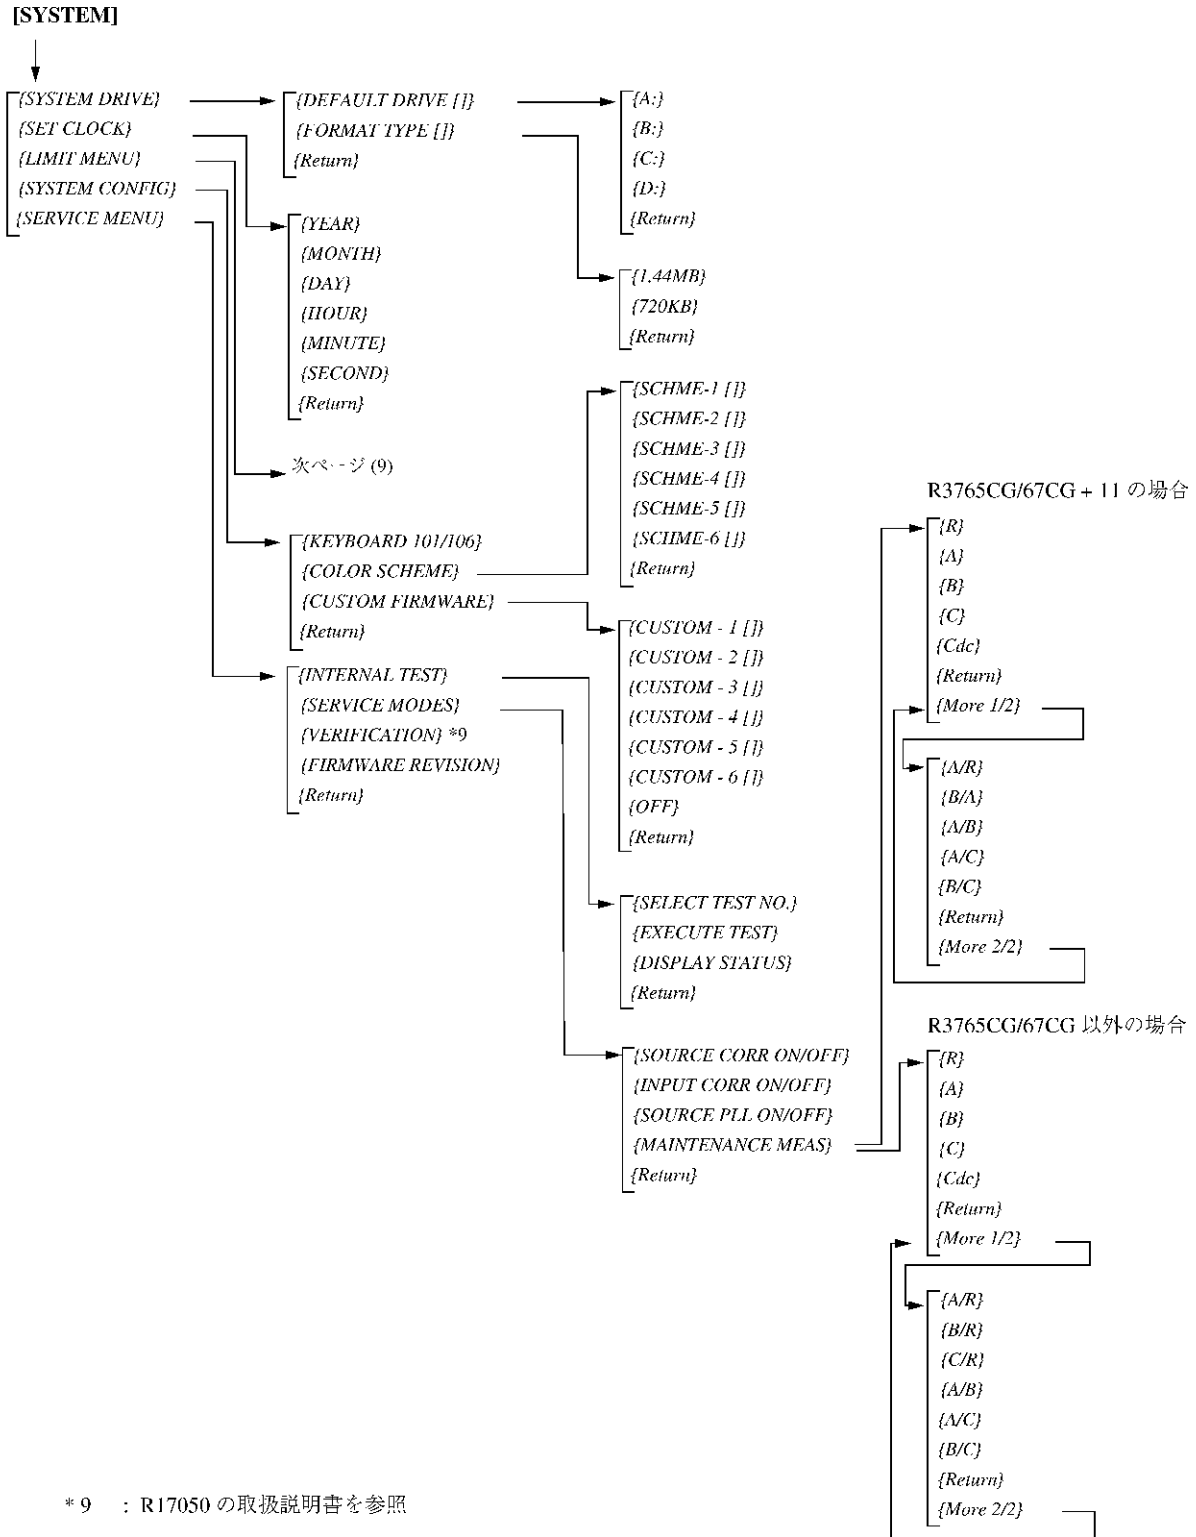 [SYSTEM]
{SYSTEM DRIVE}
{SET CLOCK}
{LIMIT MENU}
{SYSTEM CONFIG}
{SERVICE MENU}
{DEFAULT DRIVE []}
{FORMAT TYPE []}
{Return}
{A:}
{B:}
{C:}
{D:}
{Return}
{YEAR}
{MONTH}
{DAY}
{HOUR}
{MINUTE}
{SECOND}
{Return}
{1.44MB}
{720KB}
{Return}
次ページ (9)
{KEYBOARD 101/106}
{COLOR SCHEME}
{CUSTOM FIRMWARE}
{Return}
{SCHME-1 []}
{SCHME-2 []}
{SCHME-3 []}
{SCHME-4 []}
{SCHME-5 []}
{SCHME-6 []}
{Return}
{INTERNAL TEST}
{SERVICE MODES}
{VERIFICATION} *9
{FIRMWARE REVISION}
{Return}
{CUSTOM - 1 []}
{CUSTOM - 2 []}
{CUSTOM - 3 []}
{CUSTOM - 4 []}
{CUSTOM - 5 []}
{CUSTOM - 6 []}
{OFF}
{Return}
{SELECT TEST NO.}
{EXECUTE TEST}
{DISPLAY STATUS}
{Return}
{SOURCE CORR ON/OFF}
{INPUT CORR ON/OFF}
{SOURCE PLL ON/OFF}
{MAINTENANCE MEAS}
{Return}
R3765CG/67CG + 11 の場合
{R}
{A}
{B}
{C}
{Cdc}
{Return}
{More 1/2}
{A/R}
{B/A}
{A/B}
{A/C}
{B/C}
{Return}
{More 2/2}
R3765CG/67CG 以外の場合
{R}
{A}
{B}
{C}
{Cdc}
{Return}
{More 1/2}
{A/R}
{B/R}
{C/R}
{A/B}
{A/C}
{B/C}
{Return}
{More 2/2}
* 9 : R17050 の取扱説明書を参照